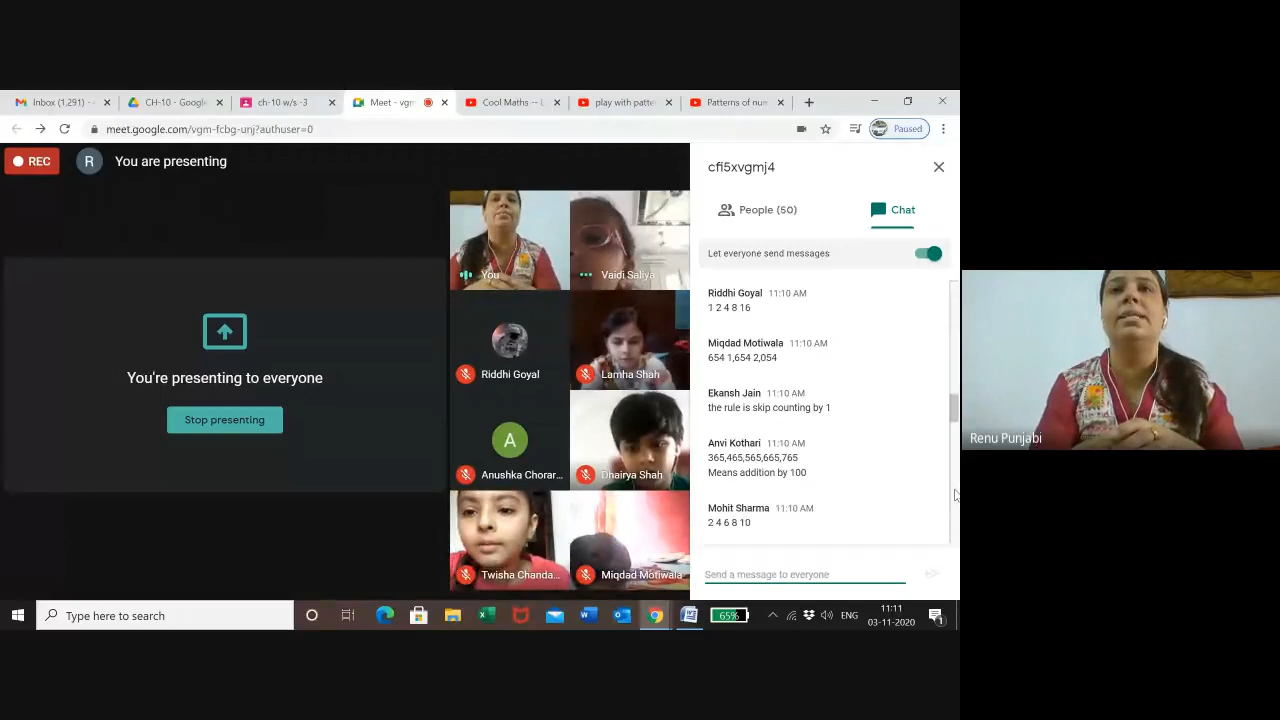 Inbox (1,291) -
CH-10 - Google
ch-10 w/s -3
Meet - vgm
Cool Maths -- L
play with patte
Patterns of num
meet.google.com/vgm-fcbg-unj?authuser=0
Paused
REC
R
You are presenting
cfi5xvgmj4
People (50)
Chat
Let everyone send messages
You
Vaidi Saliya
Riddhi Goyal 11:10 AM
1 2 4 8 16
Miqdad Motiwala 11:10 AM
654 1,654 2,054
Ekansh Jain 11:10 AM
the rule is skip counting by 1
Anvi Kothari 11:10 AM
365,465,565,665,765
Means addition by 100
Mohit Sharma 11:10 AM
2 4 6 8 10
Send a message to everyone
You're presenting to everyone
Stop presenting
Riddhi Goyal
Lamha Shah
A
Anushka Chorar...
Dhairya Shah
Twisha Chanda...
Miqdad Motiwala
Renu Punjabi
Type here to search
65%
ENG
11:11
03-11-2020
1